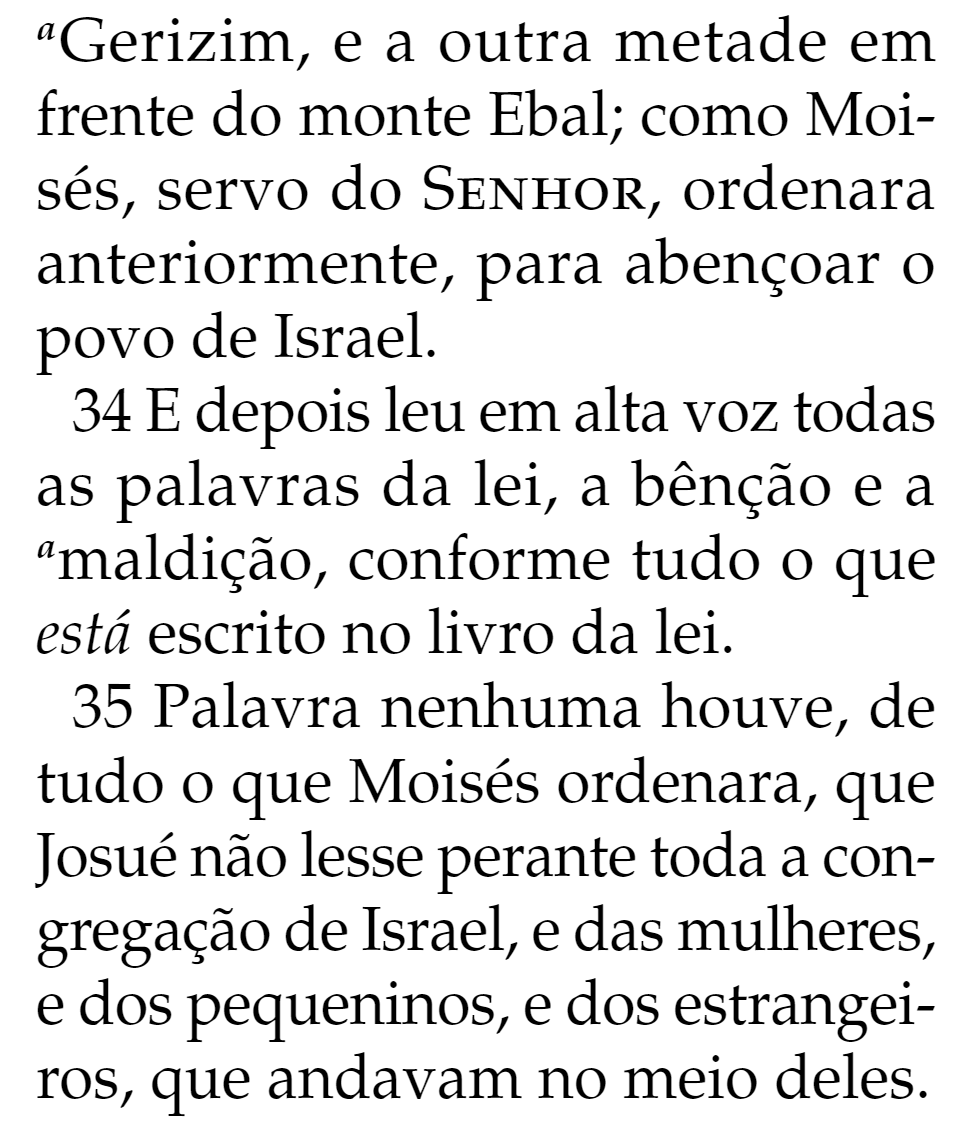 aGerizim, e a outra metade em
frente do monte Ebal; como Moi-
sés, servo do SENHOR, ordenara
anteriormente, para abençoar o
povo de Israel.
34 E depois leu em alta voz todas
as palavras da lei, a bênção e a
amaldição, conforme tudo o que
está escrito no livro da lei.
35 Palavra nenhuma houve, de
tudo o que Moisés ordenara, que
Josué não lesse perante toda a con-
gregação de Israel, e das mulheres,
e dos pequeninos, e dos estrangei-
ros, que andavam no meio deles.